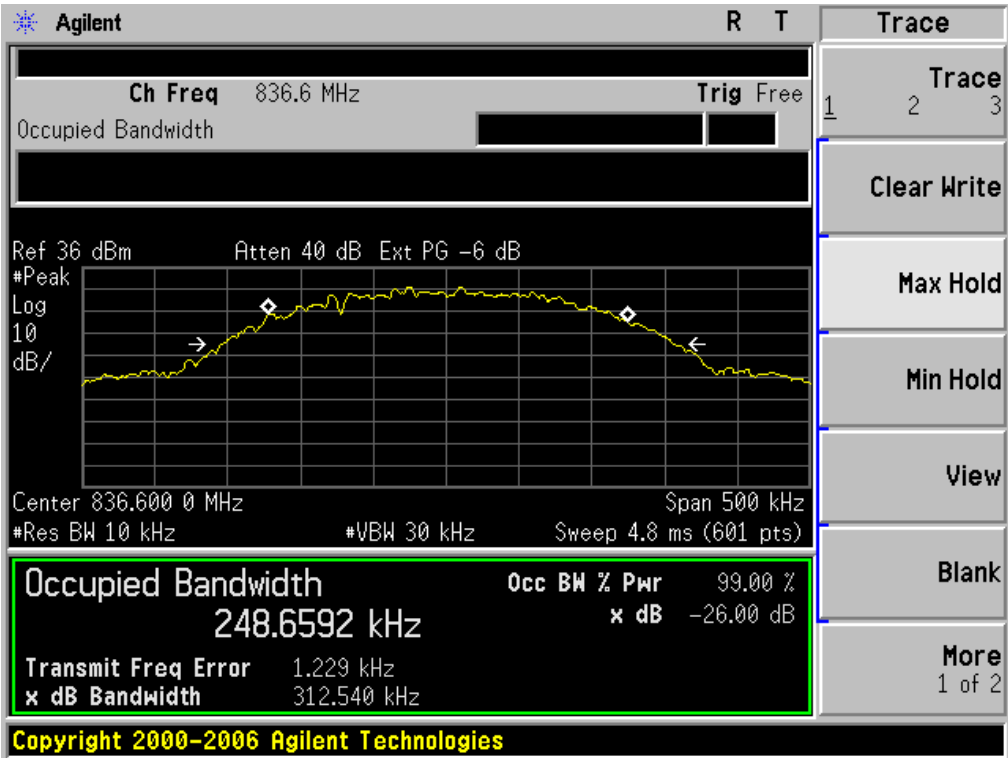 Agilent R T Trace
Ch Freq 836.6 MHz Trig Free
Occupied Bandwidth
Ref 36 dBm Atten 40 dB Ext PG -6 dB
#Peak
Log
10
dB/
Center 836.600 0 MHz Span 500 kHz
#Res BW 10 kHz #VBW 30 kHz Sweep 4.8 ms (601 pts)
Occupied Bandwidth Occ BW % Pwr 99.00 %
248.6592 kHz x dB -26.00 dB
Transmit Freq Error 1.229 kHz
x dB Bandwidth 312.540 kHz
Copyright 2000-2006 Agilent Technologies
Trace
1 2 3
Clear Write
Max Hold
Min Hold
View
Blank
More
1 of 2